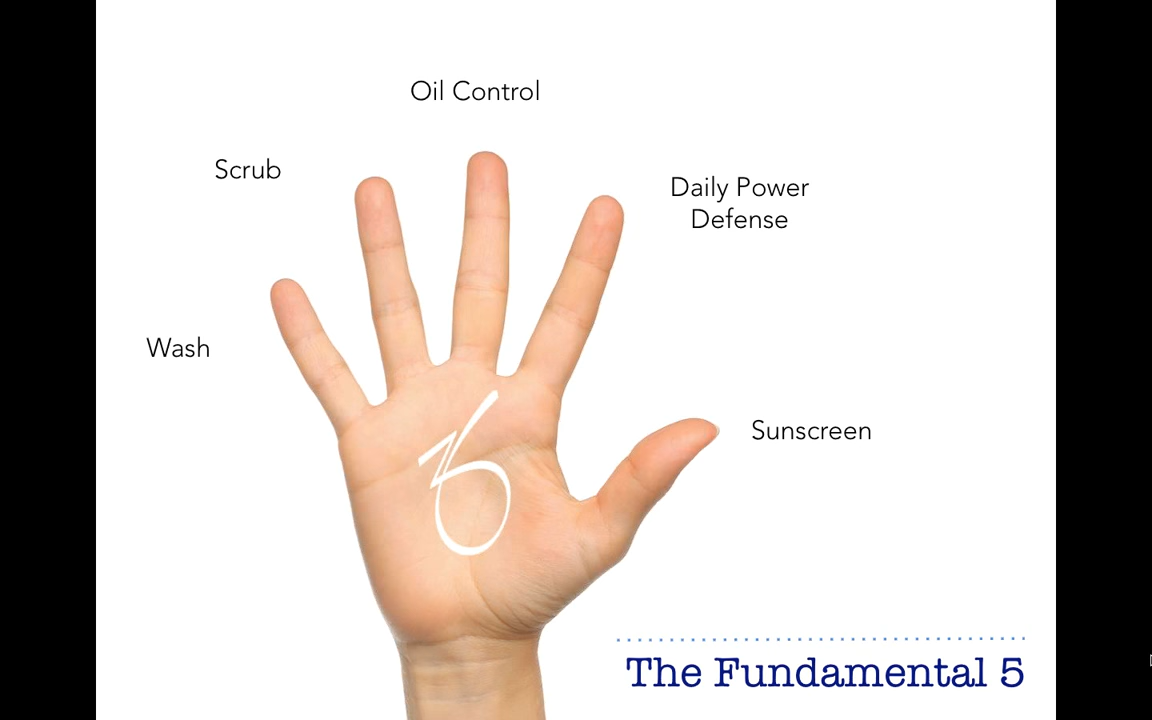 Oil Control
Scrub
Daily Power
Defense
Wash
Sunscreen
The Fundamental 5